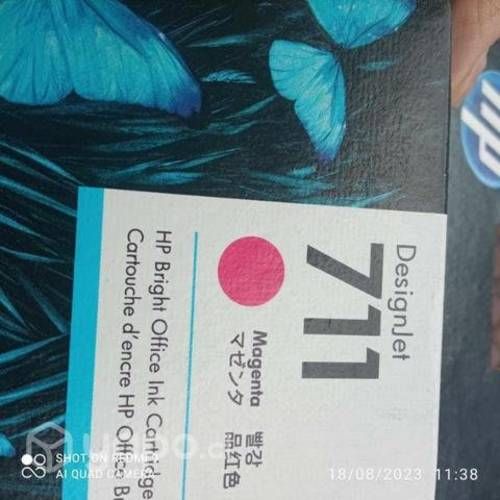 hp
DesignJet
711
Magenta 빨강
マゼンタ 品红色
HP Bright Office Ink Cartridge
Cartouche d'encre HP Office B
SHOT ON REDMI
AI QUAD CAMERA
18/08/2023 11:38